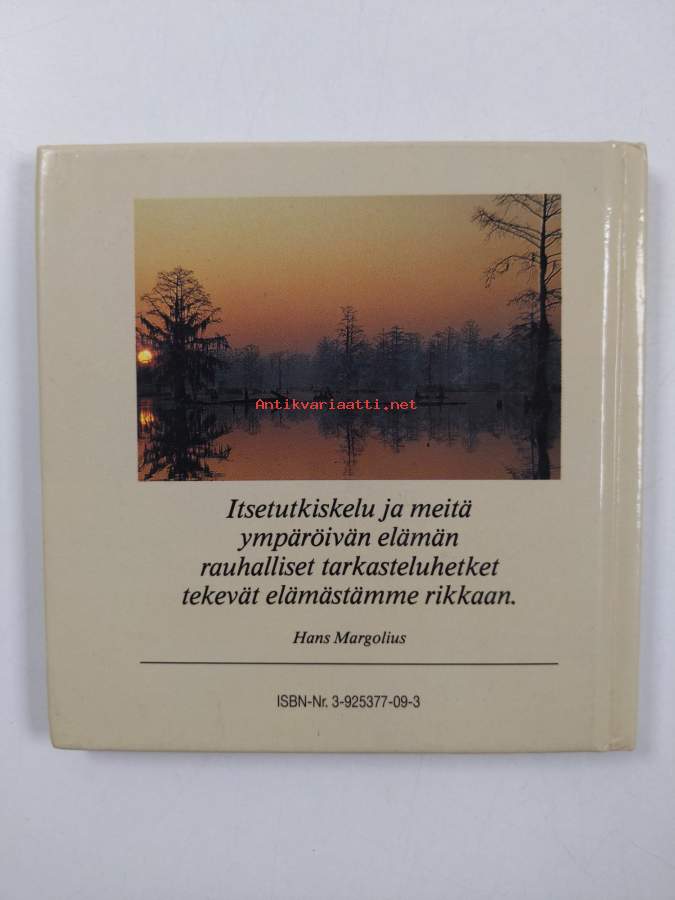 Antikvariaatti.net
Itsetutkiskelu ja meitä
ympäröivän elämän
rauhalliset tarkasteluhetket
tekevät elämästämme rikkaan.
Hans Margolius
ISBN-Nr. 3-925377-09-3